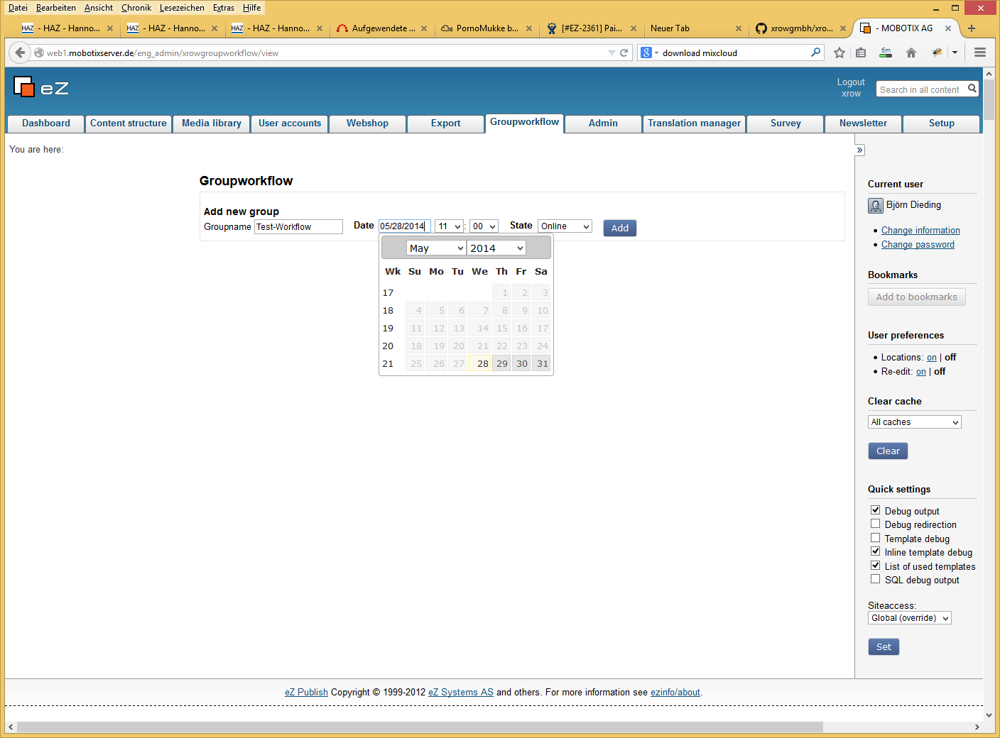 Datei Bearbeiten Ansicht Chronik Lesezeichen Extras Hilfe
HAZ - HAZ - Hanno... HAZ - HAZ - Hanno... HAZ - HAZ - Hanno... Aufgewendete ... PornoMukke b... [#EZ-2361] Pai... Neuer Tab xrowgmbh/xro... - MOBOTIX AG
web1.mobotixserver.de/eng_admin/xrowgroupworkflow/view 8 download mixcloud 6m
eZ
Logout
xrow
Search in all content
Dashboard Content structure Media library User accounts Webshop Export Groupworkflow Admin Translation manager Survey Newsletter Setup
You are here:
»
Groupworkflow
Add new group
Groupname Test-Workflow Date 05/28/2014 11 : 00 State Online Add
May 2014
Wk Su Mo Tu We Th Fr Sa
17 1 2 3
18 4 5 6 7 8 9 10
19 11 12 13 14 15 16 17
20 18 19 20 21 22 23 24
21 25 26 27 28 29 30 31
Current user
Björn Dieding
Change information
Change password
Bookmarks
Add to bookmarks
User preferences
Locations: on | off
Re-edit: on | off
Clear cache
All caches
Clear
Quick settings
Debug output
Debug redirection
Template debug
Inline template debug
List of used templates
SQL debug output
Siteaccess:
Global (override)
Set
eZ Publish Copyright © 1999-2012 eZ Systems AS and others. For more information see ezinfo/about.